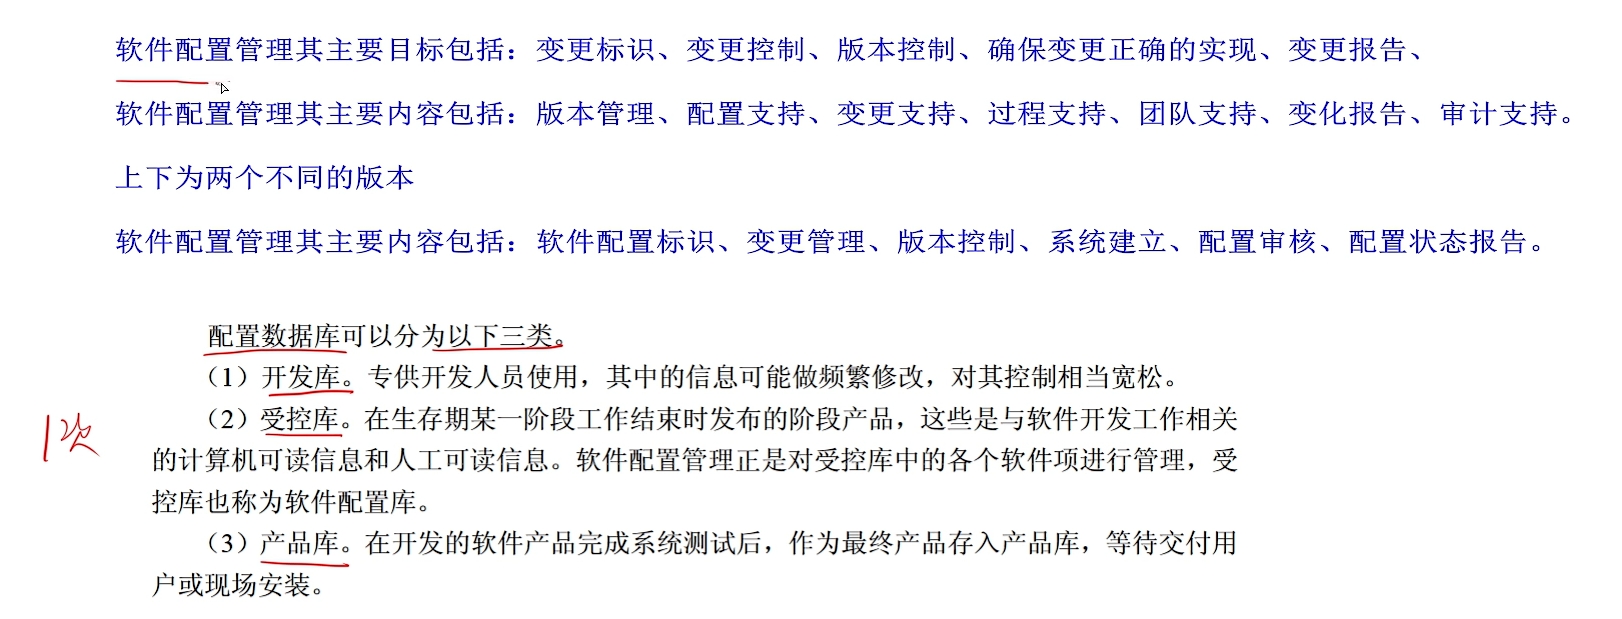 软件配置管理其主要目标包括：变更标识、变更控制、版本控制、确保变更正确的实现、变更报告、
软件配置管理其主要内容包括：版本管理、配置支持、变更支持、过程支持、团队支持、变化报告、审计支持。
上下为两个不同的版本
软件配置管理其主要内容包括：软件配置标识、变更管理、版本控制、系统建立、配置审核、配置状态报告。
配置数据库可以分为以下三类。
（1）开发库。专供开发人员使用，其中的信息可能做频繁修改，对其控制相当宽松。
（2）受控库。在生存期某一阶段工作结束时发布的阶段产品，这些是与软件开发工作相关
1次
的计算机可读信息和人工可读信息。软件配置管理正是对受控库中的各个软件项进行管理，受
控库也称为软件配置库。
（3）产品库。在开发的软件产品完成系统测试后，作为最终产品存入产品库，等待交付用
户或现场安装。